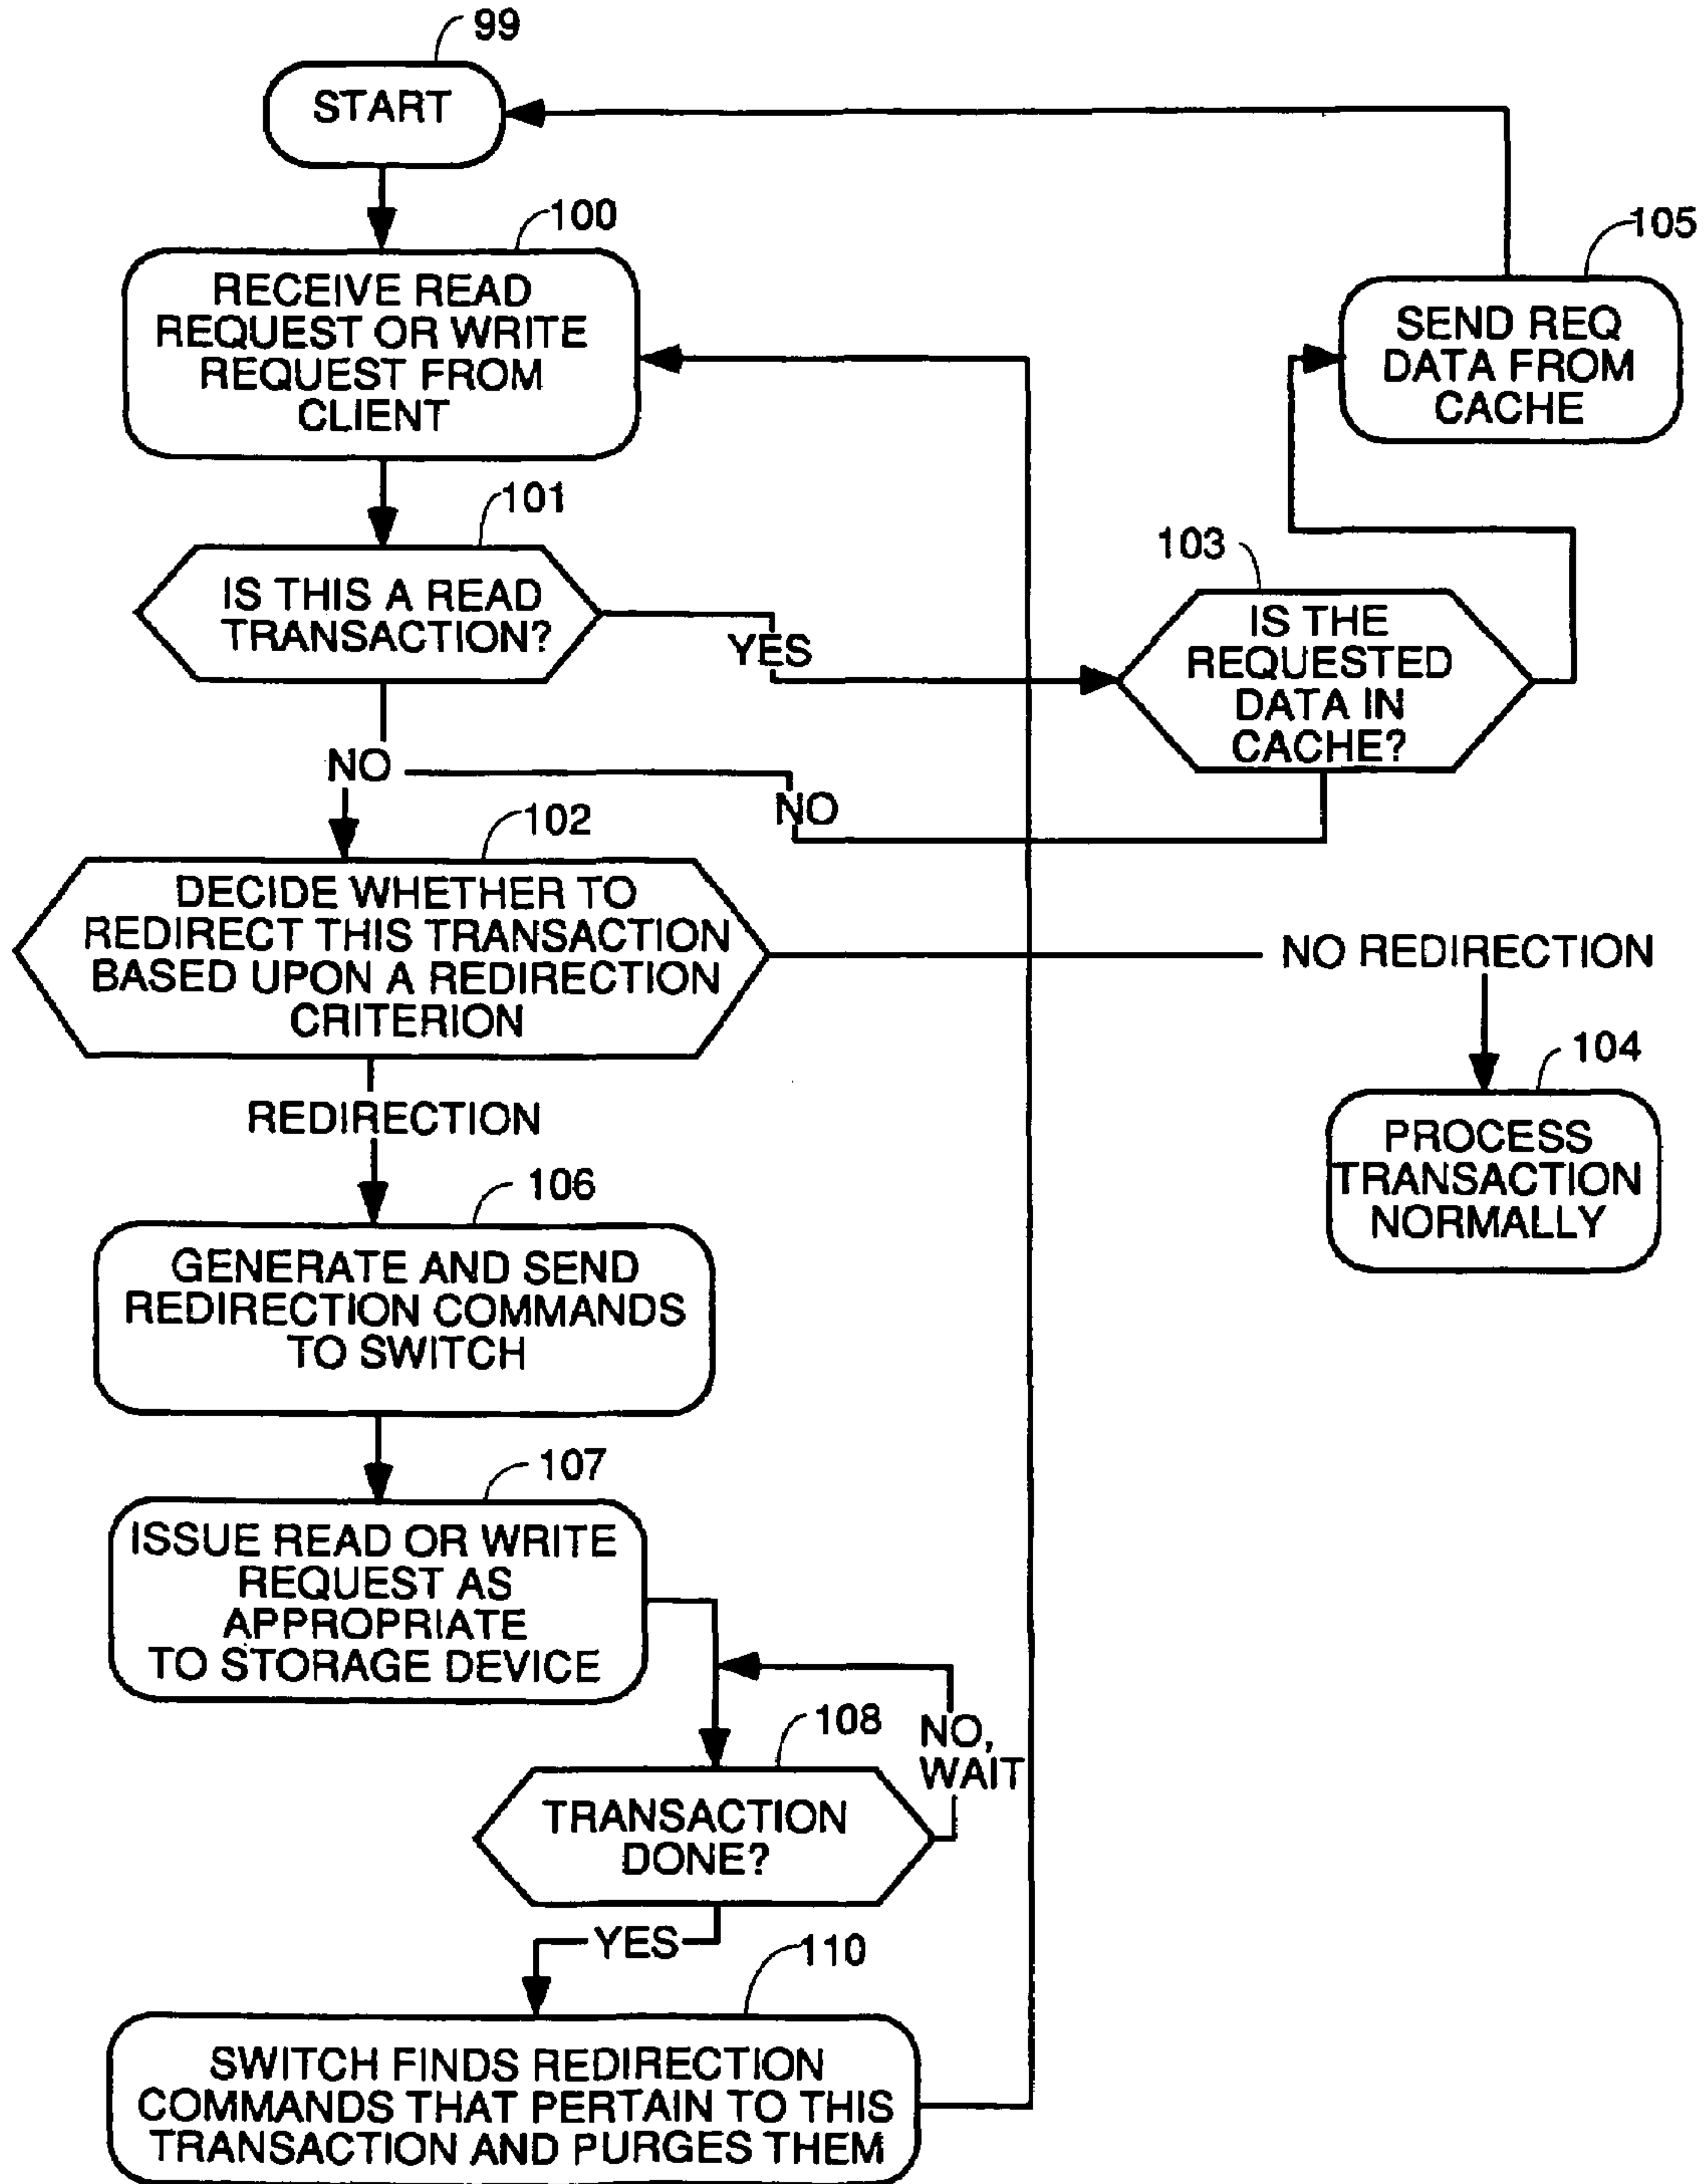 99
START
100
RECEIVE READ
REQUEST OR WRITE
REQUEST FROM
CLIENT
105
SEND REQ
DATA FROM
CACHE
101
IS THIS A READ
TRANSACTION?
YES
103
IS THE
REQUESTED
DATA IN
CACHE?
NO
NO
102
DECIDE WHETHER TO
REDIRECT THIS TRANSACTION
BASED UPON A REDIRECTION
CRITERION
NO REDIRECTION
104
PROCESS
TRANSACTION
NORMALLY
REDIRECTION
106
GENERATE AND SEND
REDIRECTION COMMANDS
TO SWITCH
107
ISSUE READ OR WRITE
REQUEST AS
APPROPRIATE
TO STORAGE DEVICE
108
NO,
WAIT
TRANSACTION
DONE?
YES
110
SWITCH FINDS REDIRECTION
COMMANDS THAT PERTAIN TO THIS
TRANSACTION AND PURGES THEM